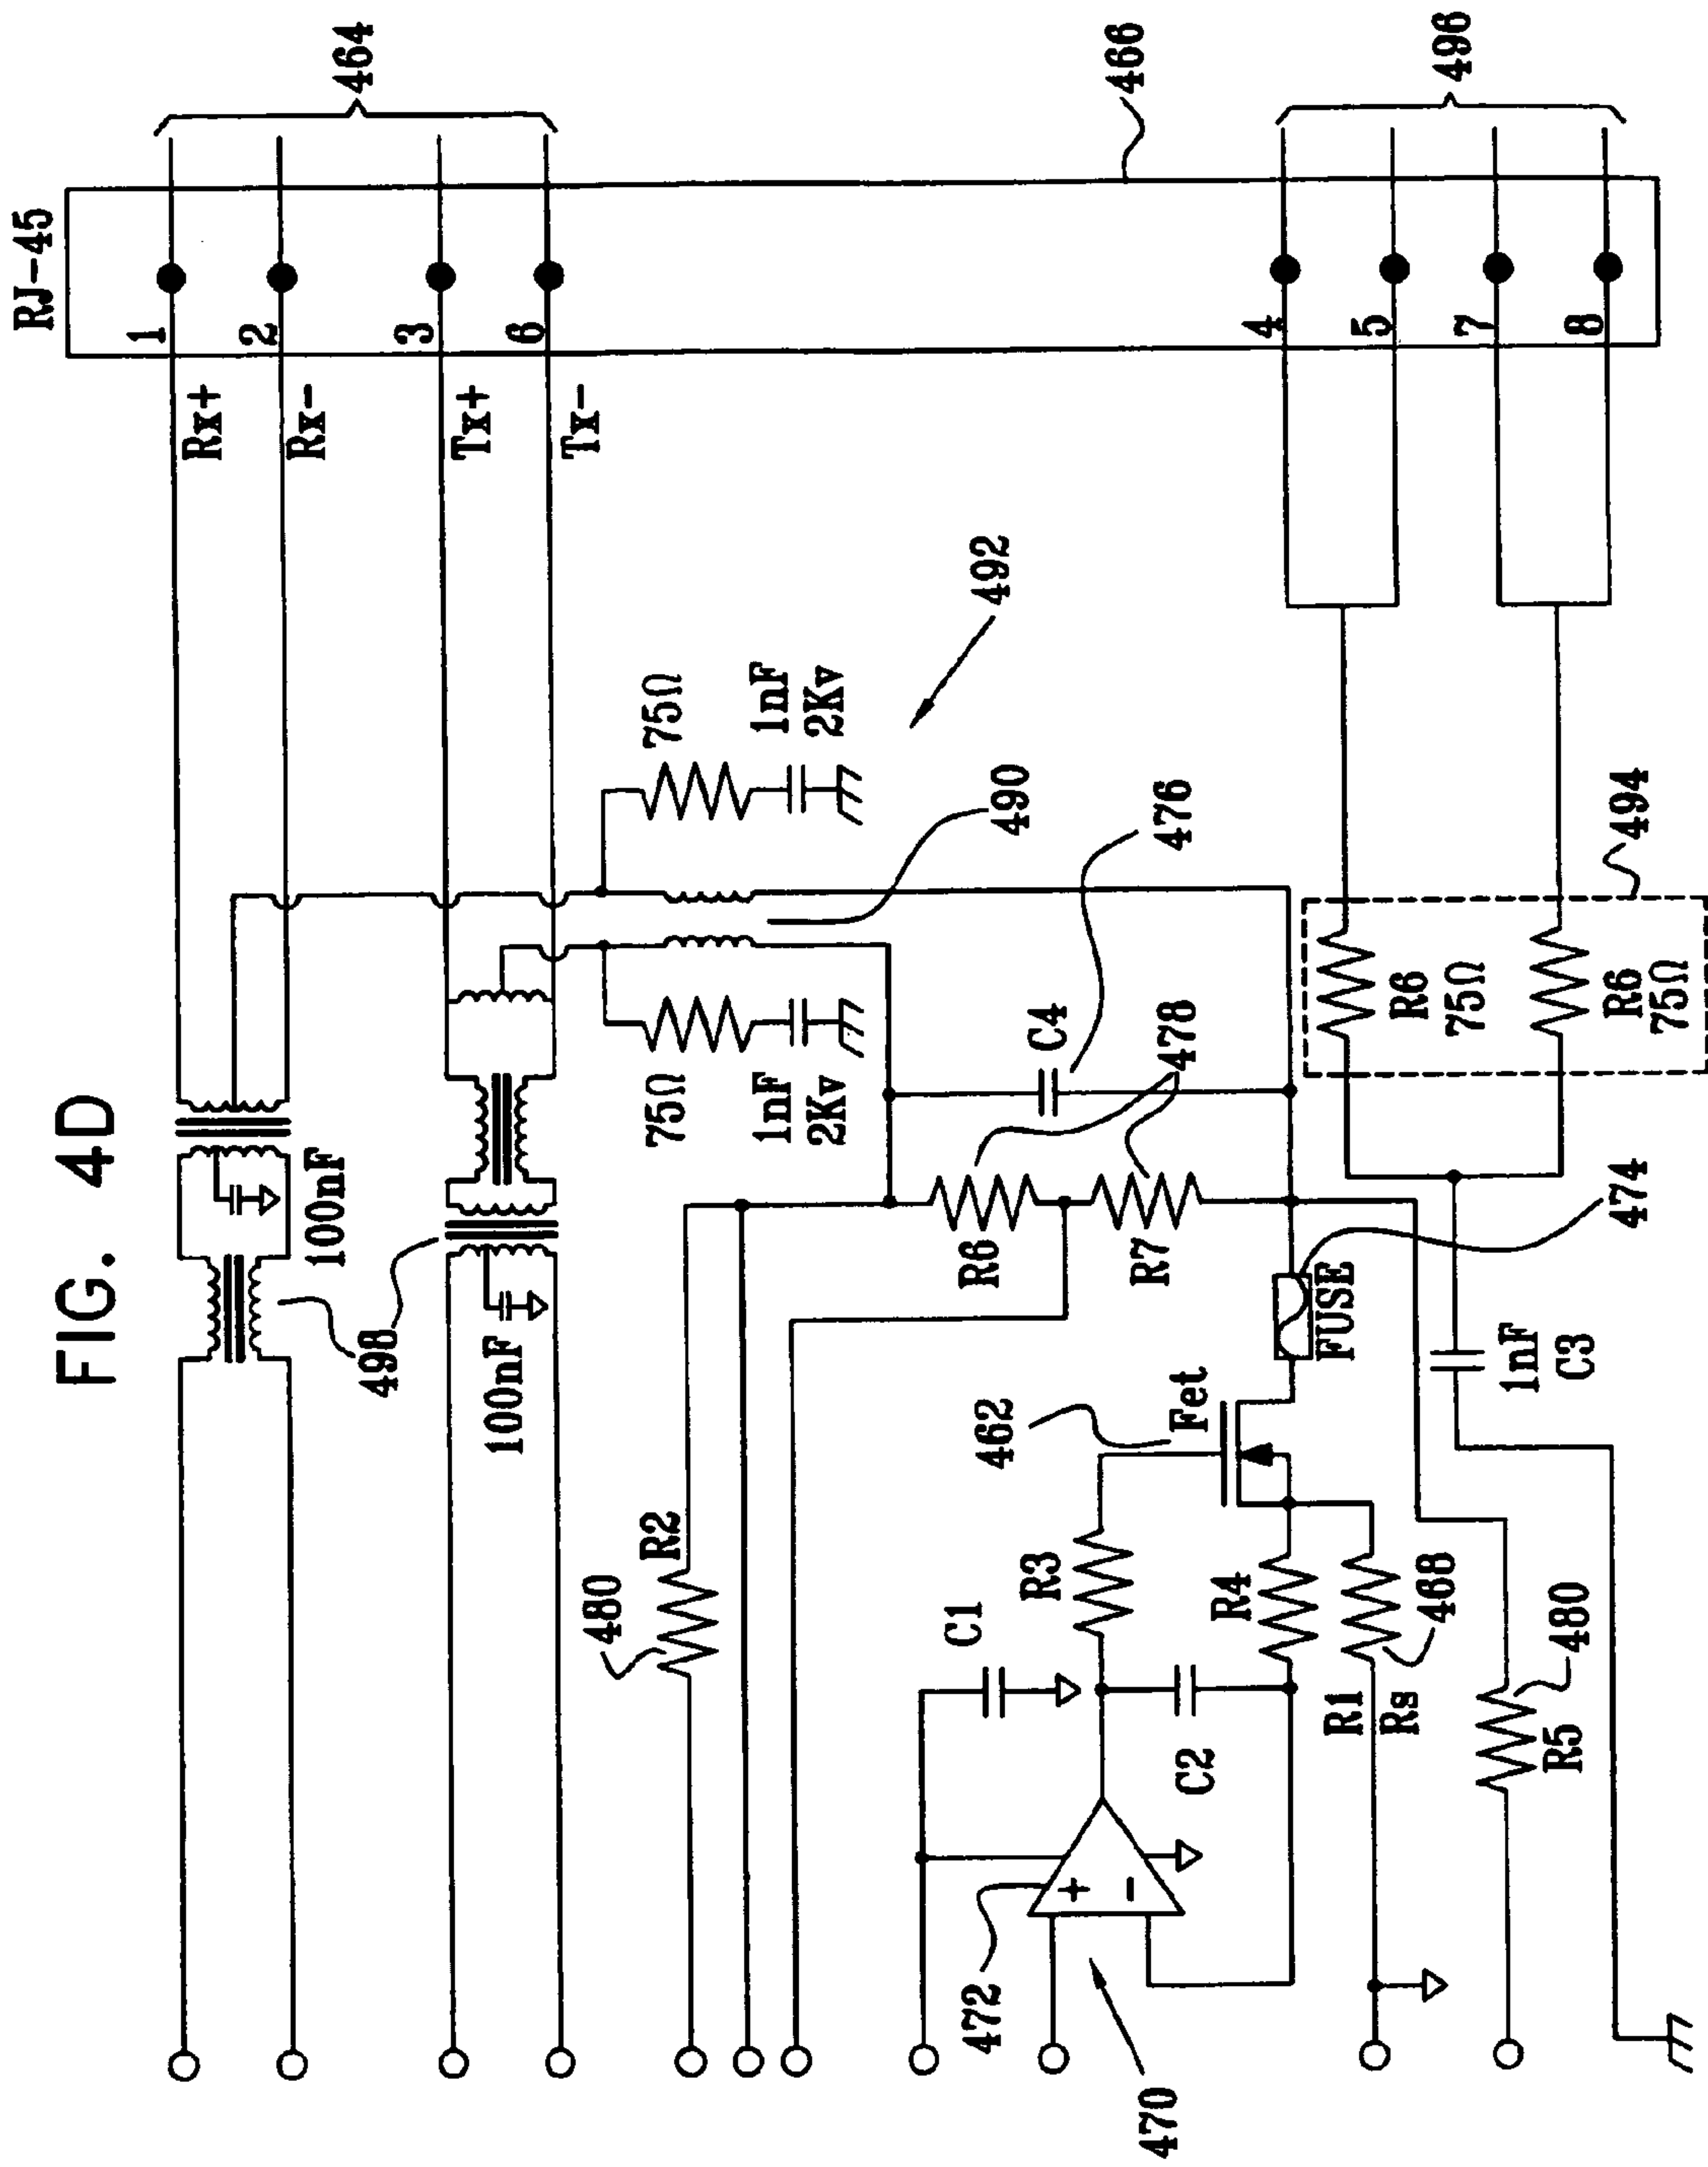 FIG. 4D
RJ-45
464
1
Rx+
2
Rx-
3
Tx+
6
Tx-
466
4
5
7
8
496
498
100nF
100nF
75Ω
1nF
2Kv
492
490
75Ω
1nF
2Kv
C4
476
478
R6
R7
494
R6
75Ω
R6
75Ω
474
FUSE
1nF
C3
462
Fet
480
R2
C1
R3
C2
R4
R1
Rs
468
472
+
-
470
R5
480